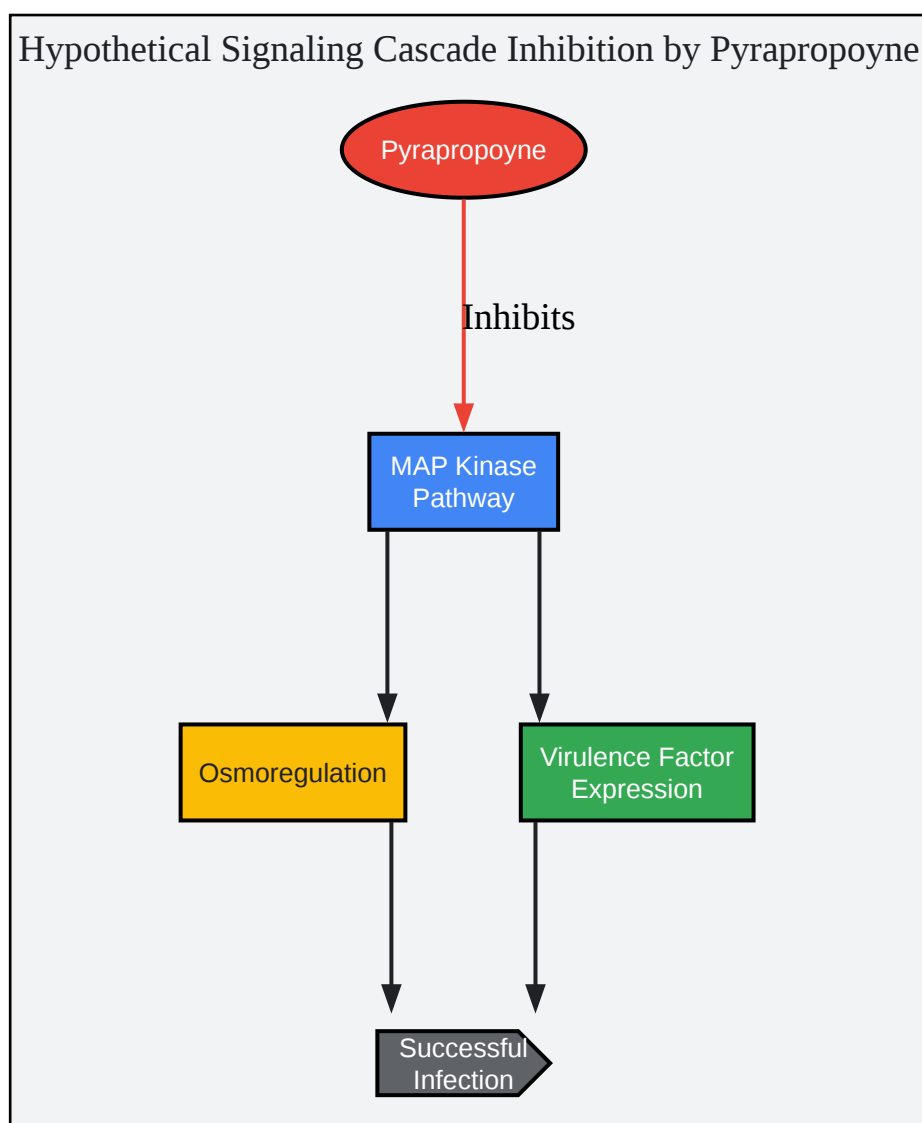 Hypothetical Signaling Cascade Inhibition by Pyrapropoyne
Pyrapropoyne
Inhibits
MAP Kinase
Pathway
Osmoregulation
Virulence Factor
Expression
Successful
Infection